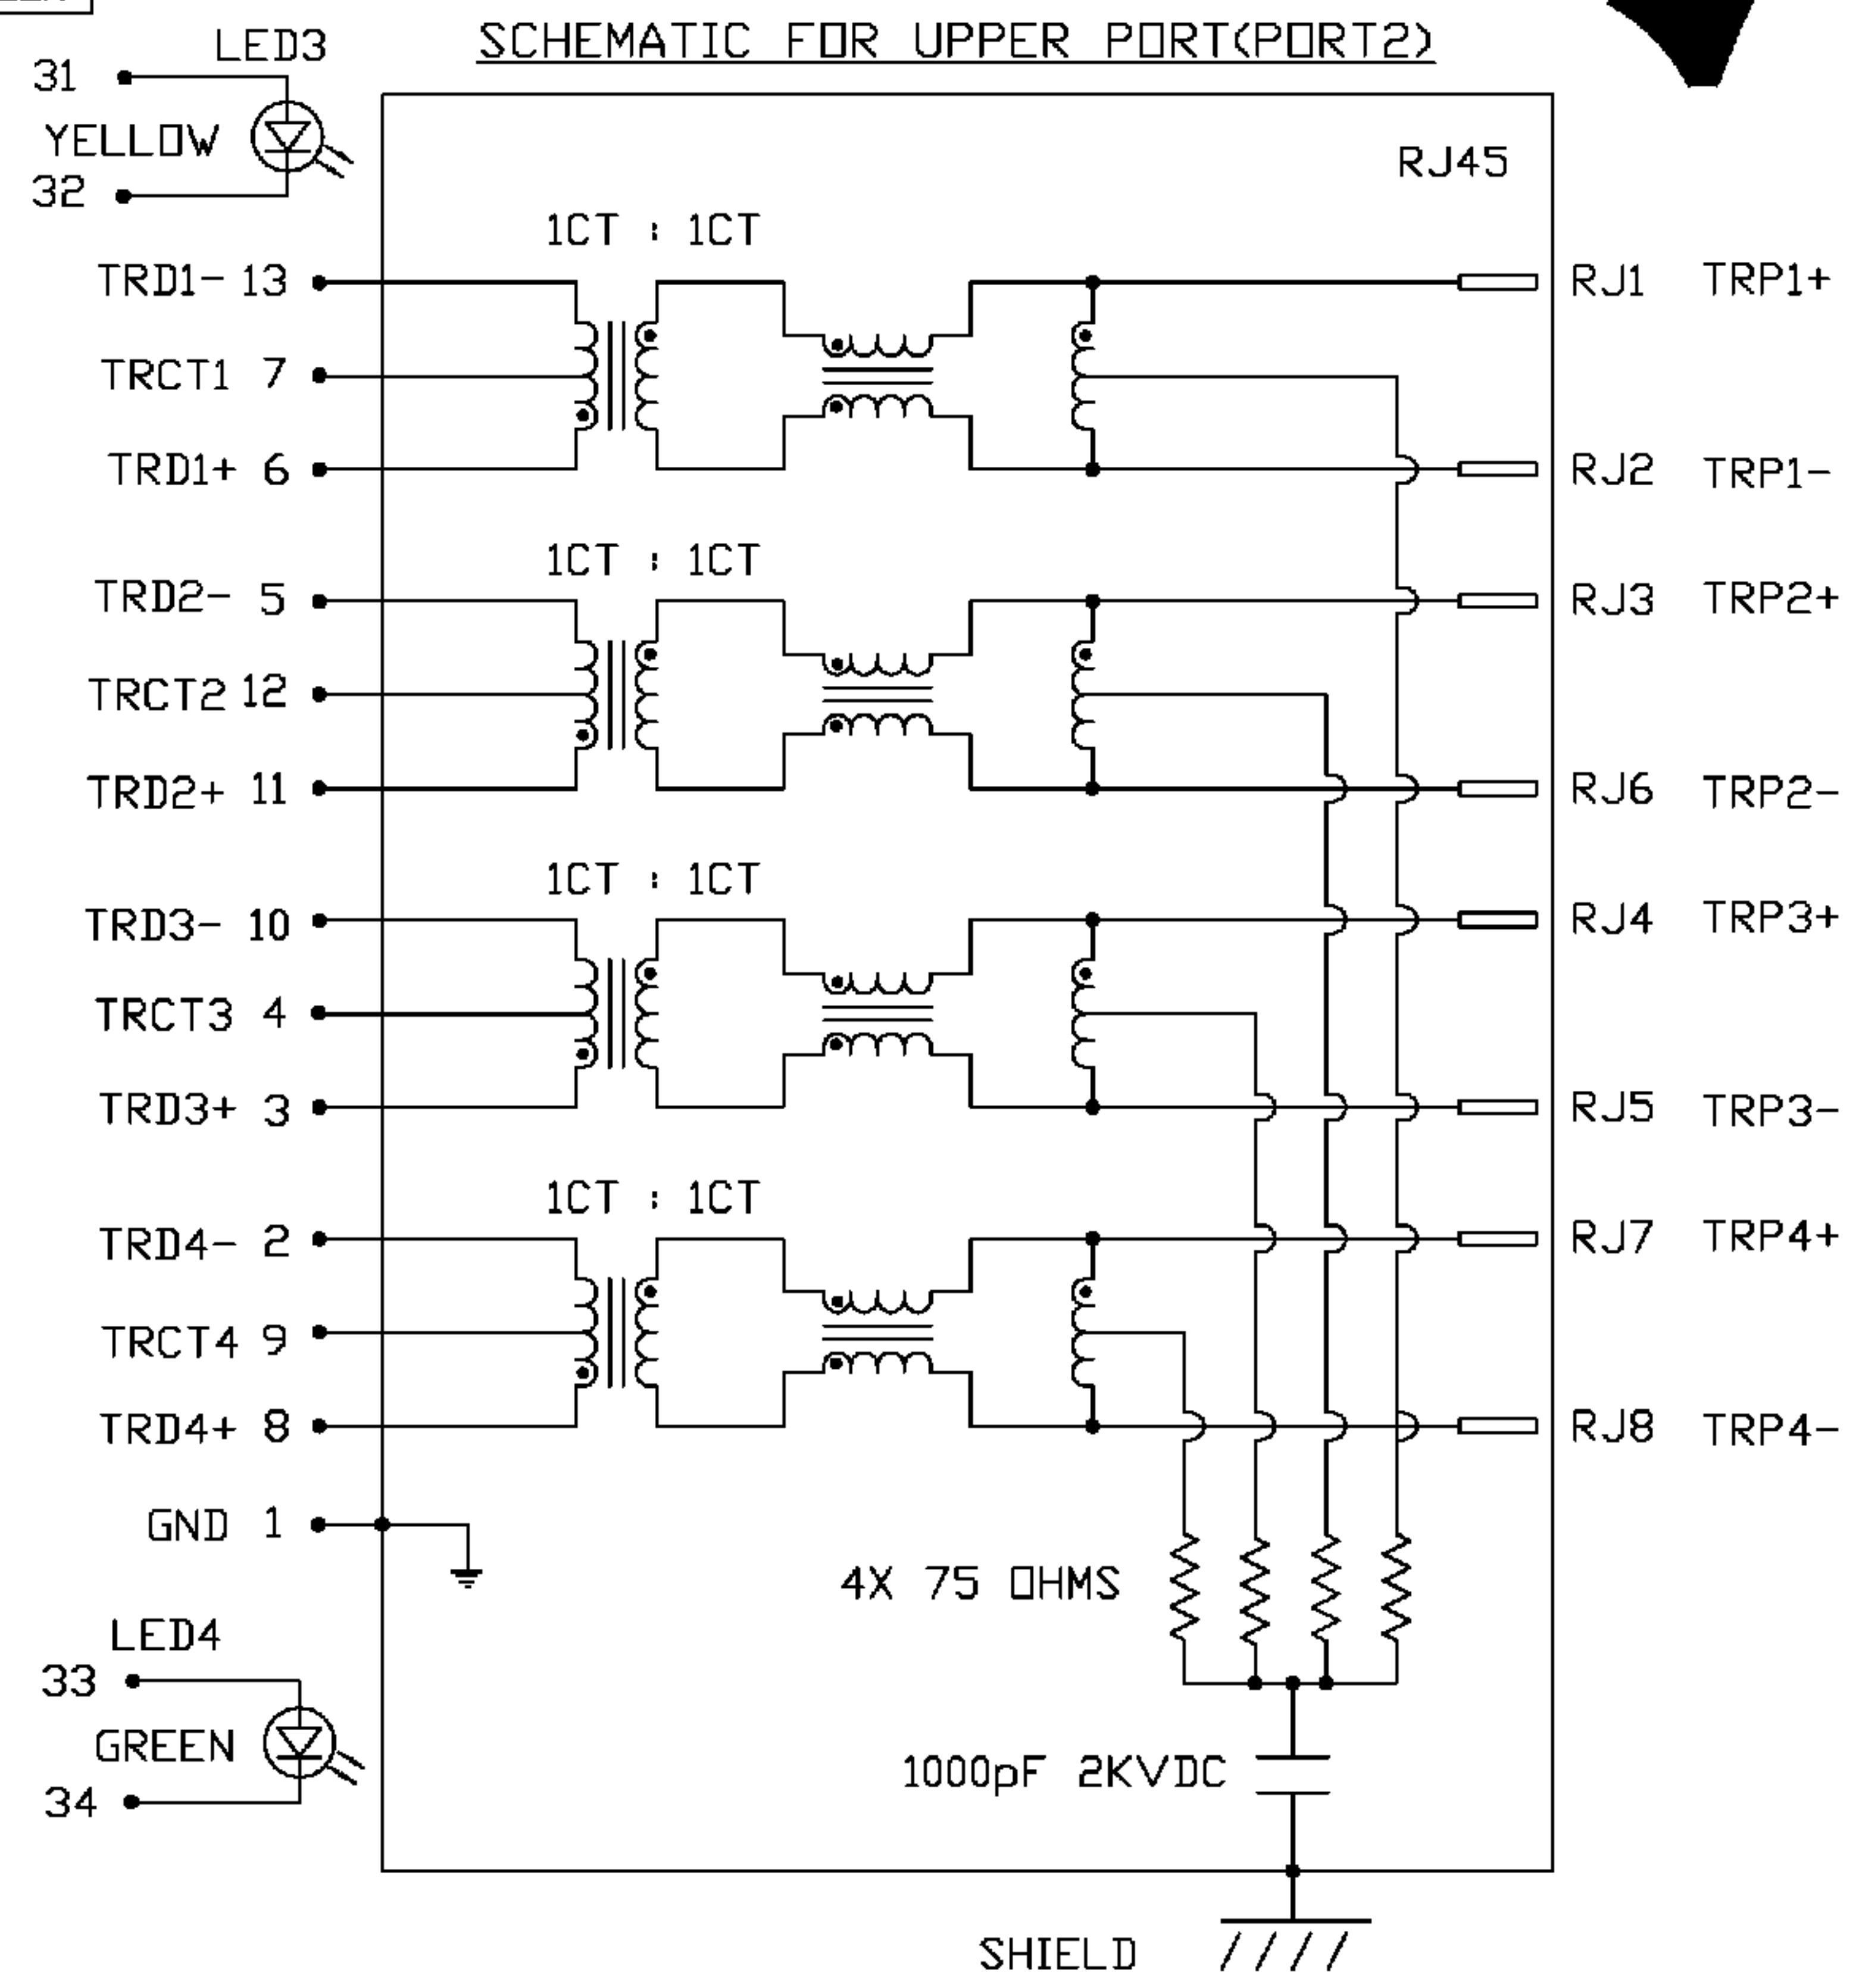 SCHEMATIC FOR UPPER PORT(PORT2)
LED3
31
YELLOW
32
RJ45
1CT : 1CT
TRD1- 13
RJ1 TRP1+
TRCT1 7
TRD1+ 6
RJ2 TRP1-
1CT : 1CT
TRD2- 5
RJ3 TRP2+
TRCT2 12
TRD2+ 11
RJ6 TRP2-
1CT : 1CT
TRD3- 10
RJ4 TRP3+
TRCT3 4
TRD3+ 3
RJ5 TRP3-
1CT : 1CT
TRD4- 2
RJ7 TRP4+
TRCT4 9
TRD4+ 8
RJ8 TRP4-
GND 1
4X 75 OHMS
LED4
33
GREEN
34
1000pF 2KVDC
SHIELD